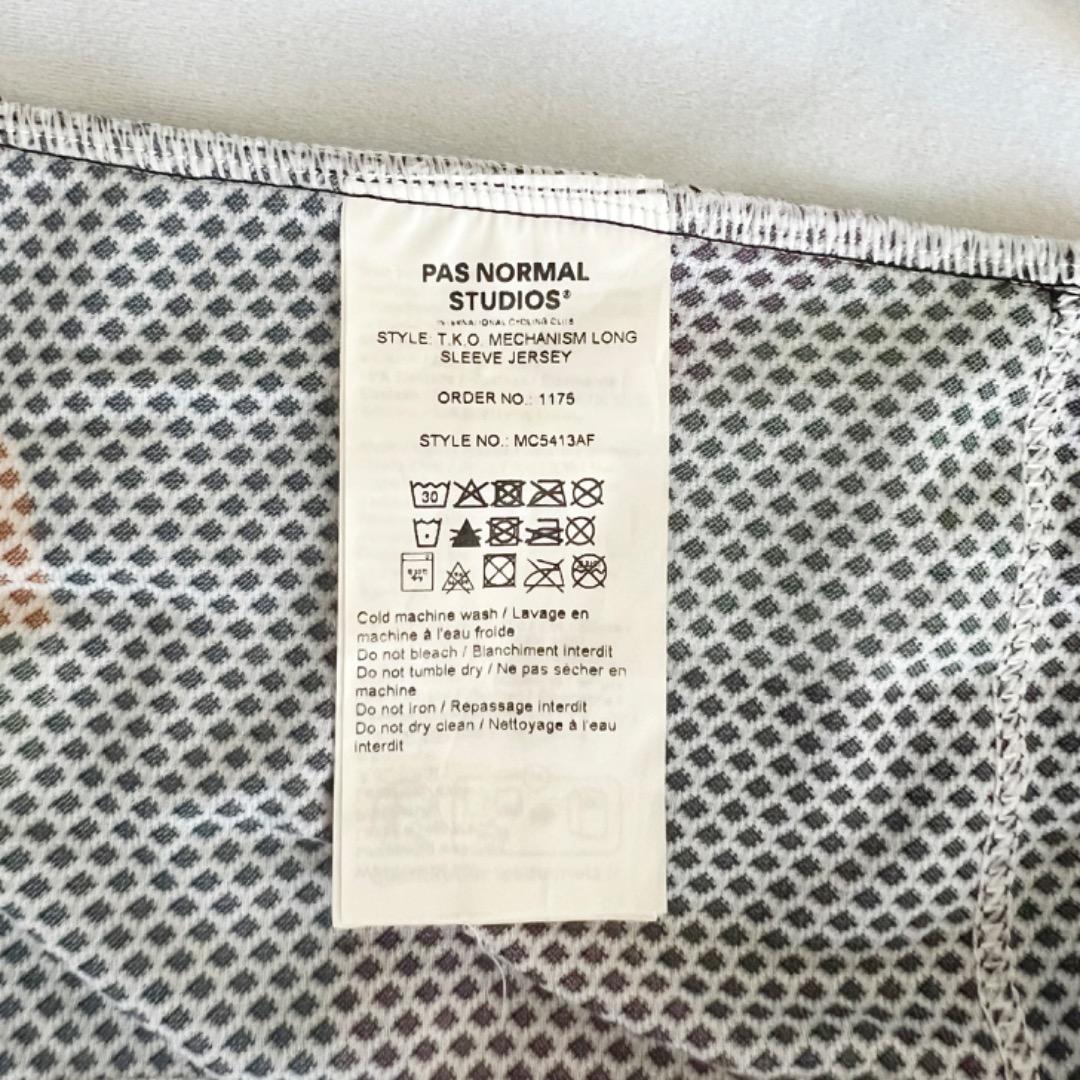 PAS NORMAL
STUDIOS®
INTERNATIONAL CYCLING CLUB
STYLE: T.K.O. MECHANISM LONG
SLEEVE JERSEY
ORDER NO.: 1175
STYLE NO.: MC5413AF
30
Cold machine wash / Lavage en
machine à l'eau froide
Do not bleach / Blanchiment interdit
Do not tumble dry / Ne pas sécher en
machine
Do not iron / Repassage interdit
Do not dry clean / Nettoyage à l'eau
interdit